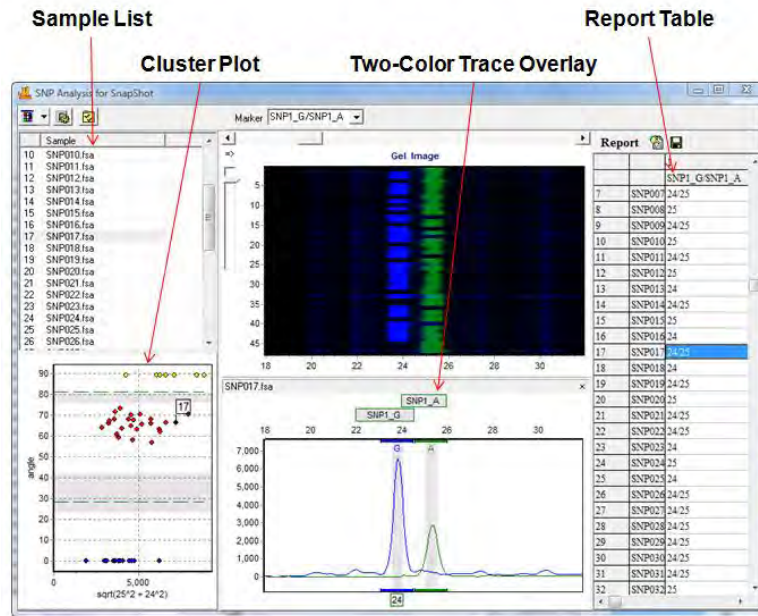 Sample List
Report Table
Cluster Plot
Two-Color Trace Overlay
SNP Analysis for SnapShot
Marker SNP1_G/SNP1_A
Sample
10 SNP010.fsa
11 SNP011.fsa
12 SNP012.fsa
13 SNP013.fsa
14 SNP014.fsa
15 SNP015.fsa
16 SNP016.fsa
17 SNP017.fsa
18 SNP018.fsa
19 SNP019.fsa
20 SNP020.fsa
21 SNP021.fsa
22 SNP022.fsa
23 SNP023.fsa
24 SNP024.fsa
25 SNP025.fsa
26 SNP026.fsa
Gel Image
5
10
15
20
25
30
35
40
45
18 20 22 24 26 28 30
Report
SNP1_G/SNP1_A
7 SNP007 24/25
8 SNP008 25
9 SNP009 24/25
10 SNP010 25
11 SNP011 24/25
12 SNP012 25
13 SNP013 24
14 SNP014 24/25
15 SNP015 25
16 SNP016 24
17 SNP017 24/25
18 SNP018 24
19 SNP019 24/25
20 SNP020 25
21 SNP021 24/25
22 SNP022 24/25
23 SNP023 24
24 SNP024 25
25 SNP025 24
26 SNP026 24/25
27 SNP027 24/25
28 SNP028 24/25
29 SNP029 24/25
30 SNP030 24/25
31 SNP031 24/25
32 SNP032 25
90
80
70
60
50
40
30
20
10
0
angle
17
0 5,000
sqrt(25^2 + 24^2)
SNP017.fsa
SNP1_A
SNP1_G
18 20 22 24 26 28 30
G A
7,000
6,000
5,000
4,000
3,000
2,000
1,000
0
18 20 22 24 26 28 30
24